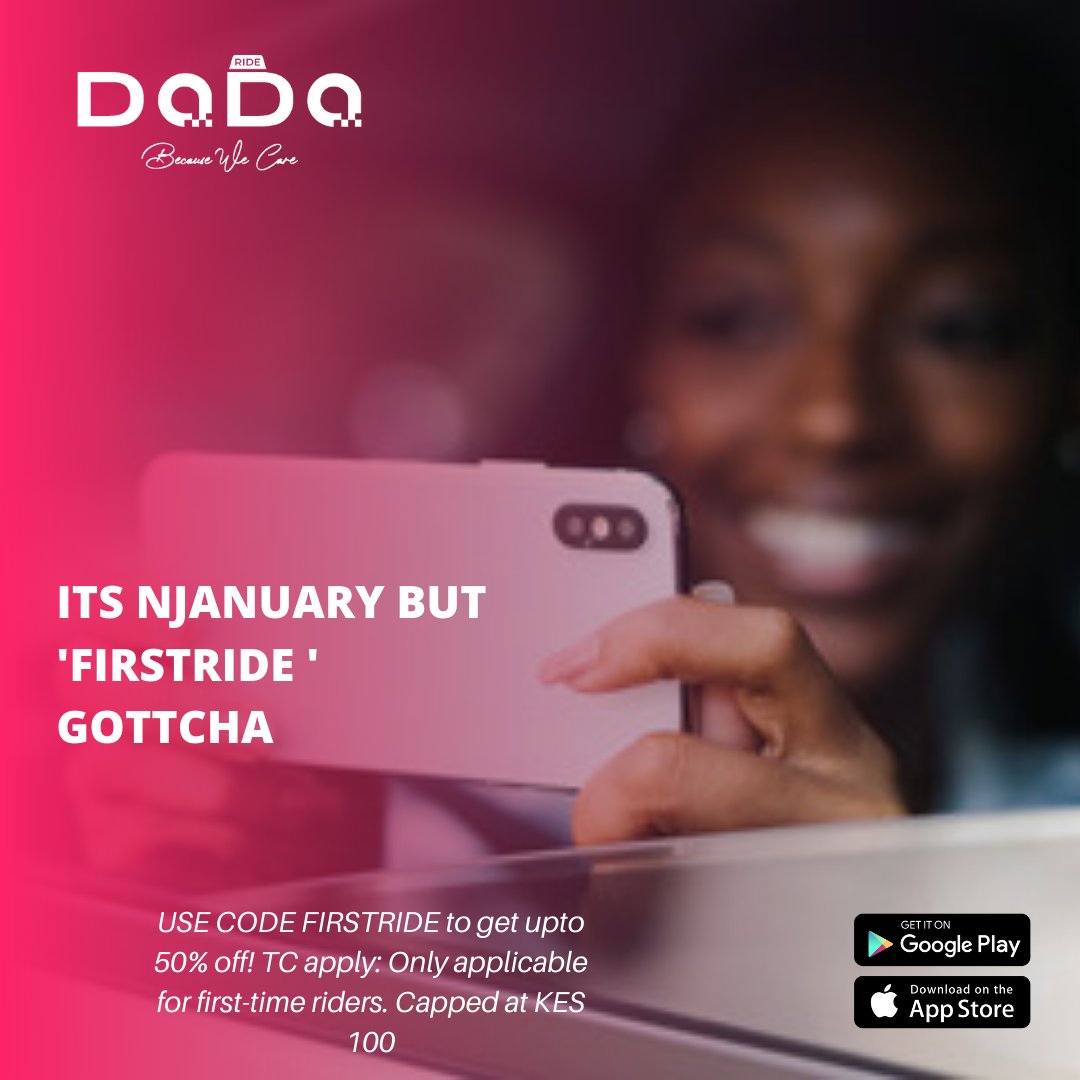 RIDE
DaDa
Because We Care
ITS NJANUARY BUT
'FIRSTRIDE '
GOTTCHA
USE CODE FIRSTRIDE to get upto
50% off! TC apply: Only applicable
for first-time riders. Capped at KES
100
GET IT ON
Google Play
Download on the
App Store